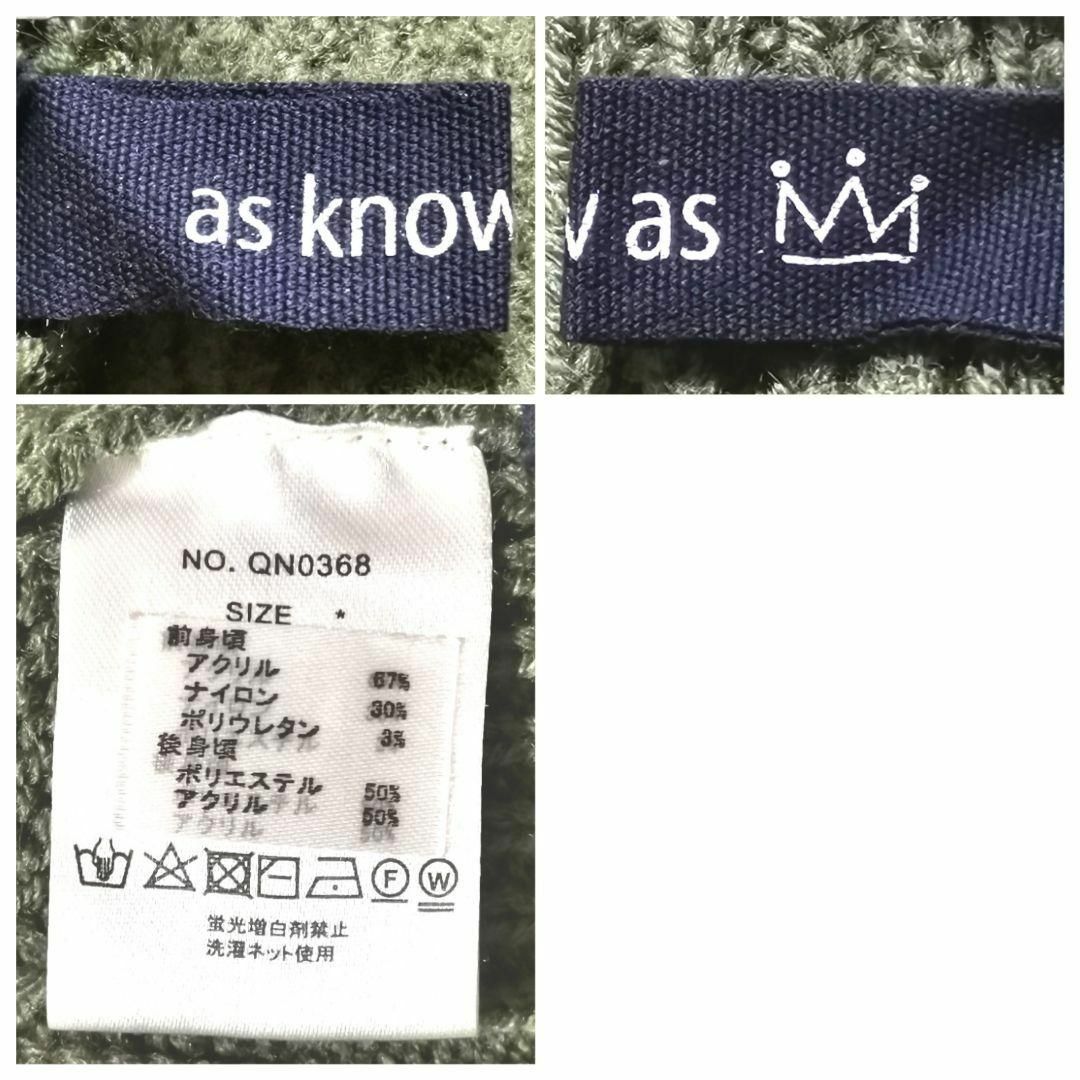 as know
w as
NO. QN0368
SIZE *
前身頃
アクリル 67%
ナイロン 30%
ポリウレタン 3%
後身頃
ポリエステル 50%
アクリル 50%
F W
蛍光増白剤禁止
洗濯ネット使用